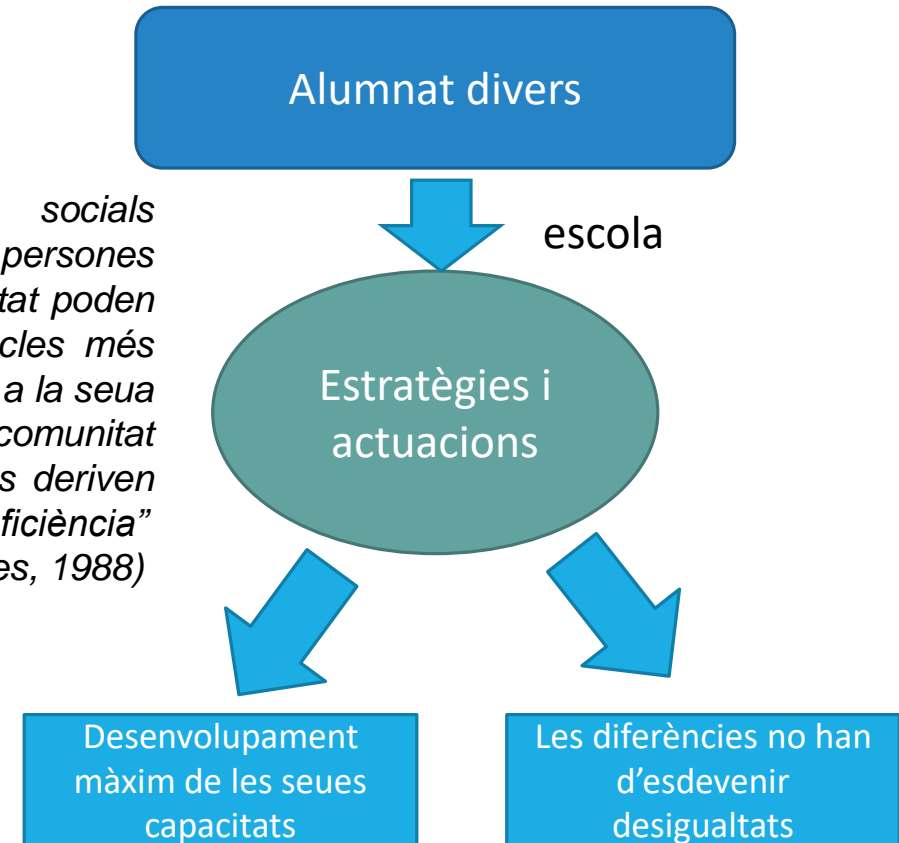 Alumnat divers
escola
socials
persones
tat poden
cles més
a la seua
comunitat
s deriven
ficiència”
es, 1988)
Estratègies i
actuacions
Desenvolupament
màxim de les seues
capacitats
Les diferències no han
d’esdevenir
desigualtats